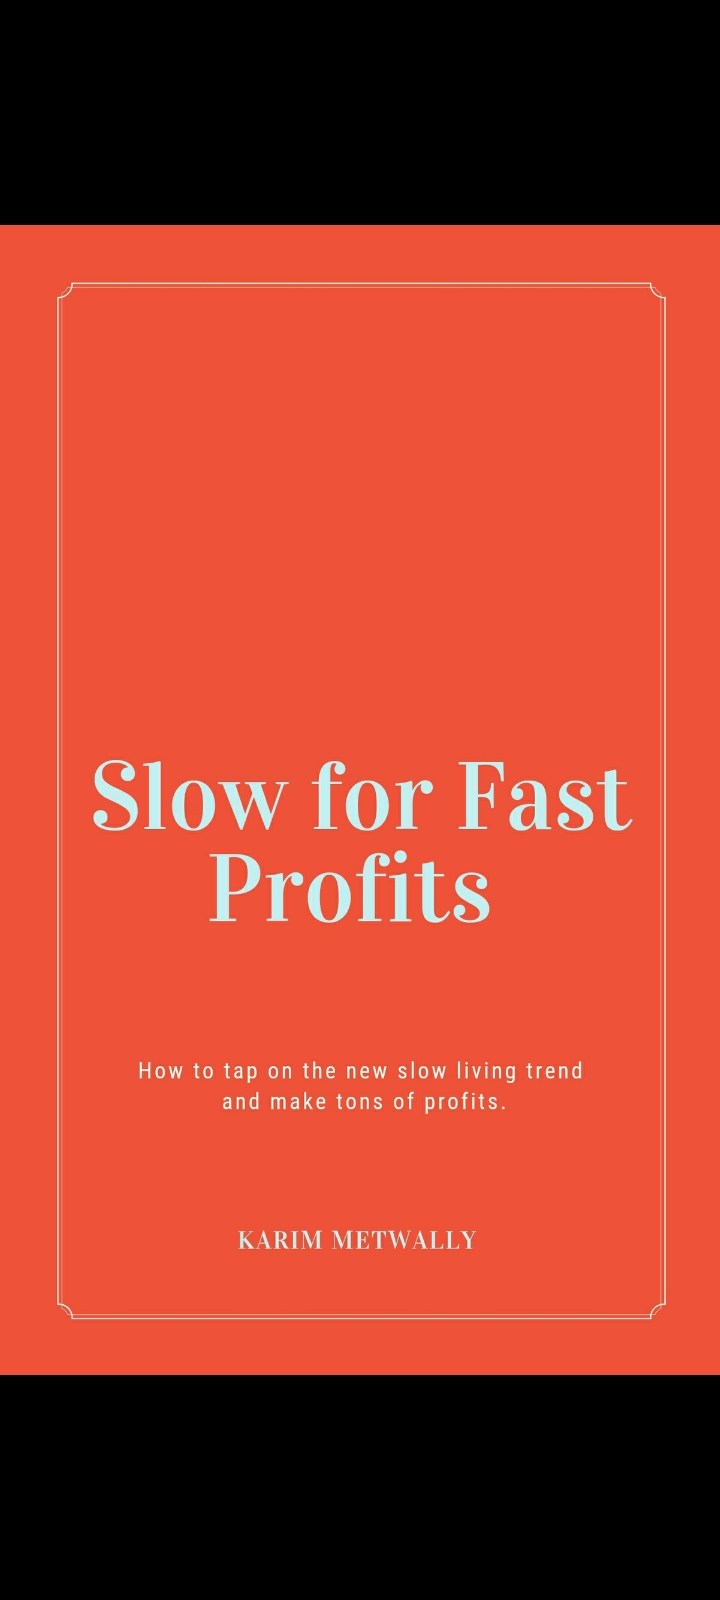 Slow for Fast
Profits
How to tap on the new slow living trend
and make tons of profits.
KARIM METWALLY